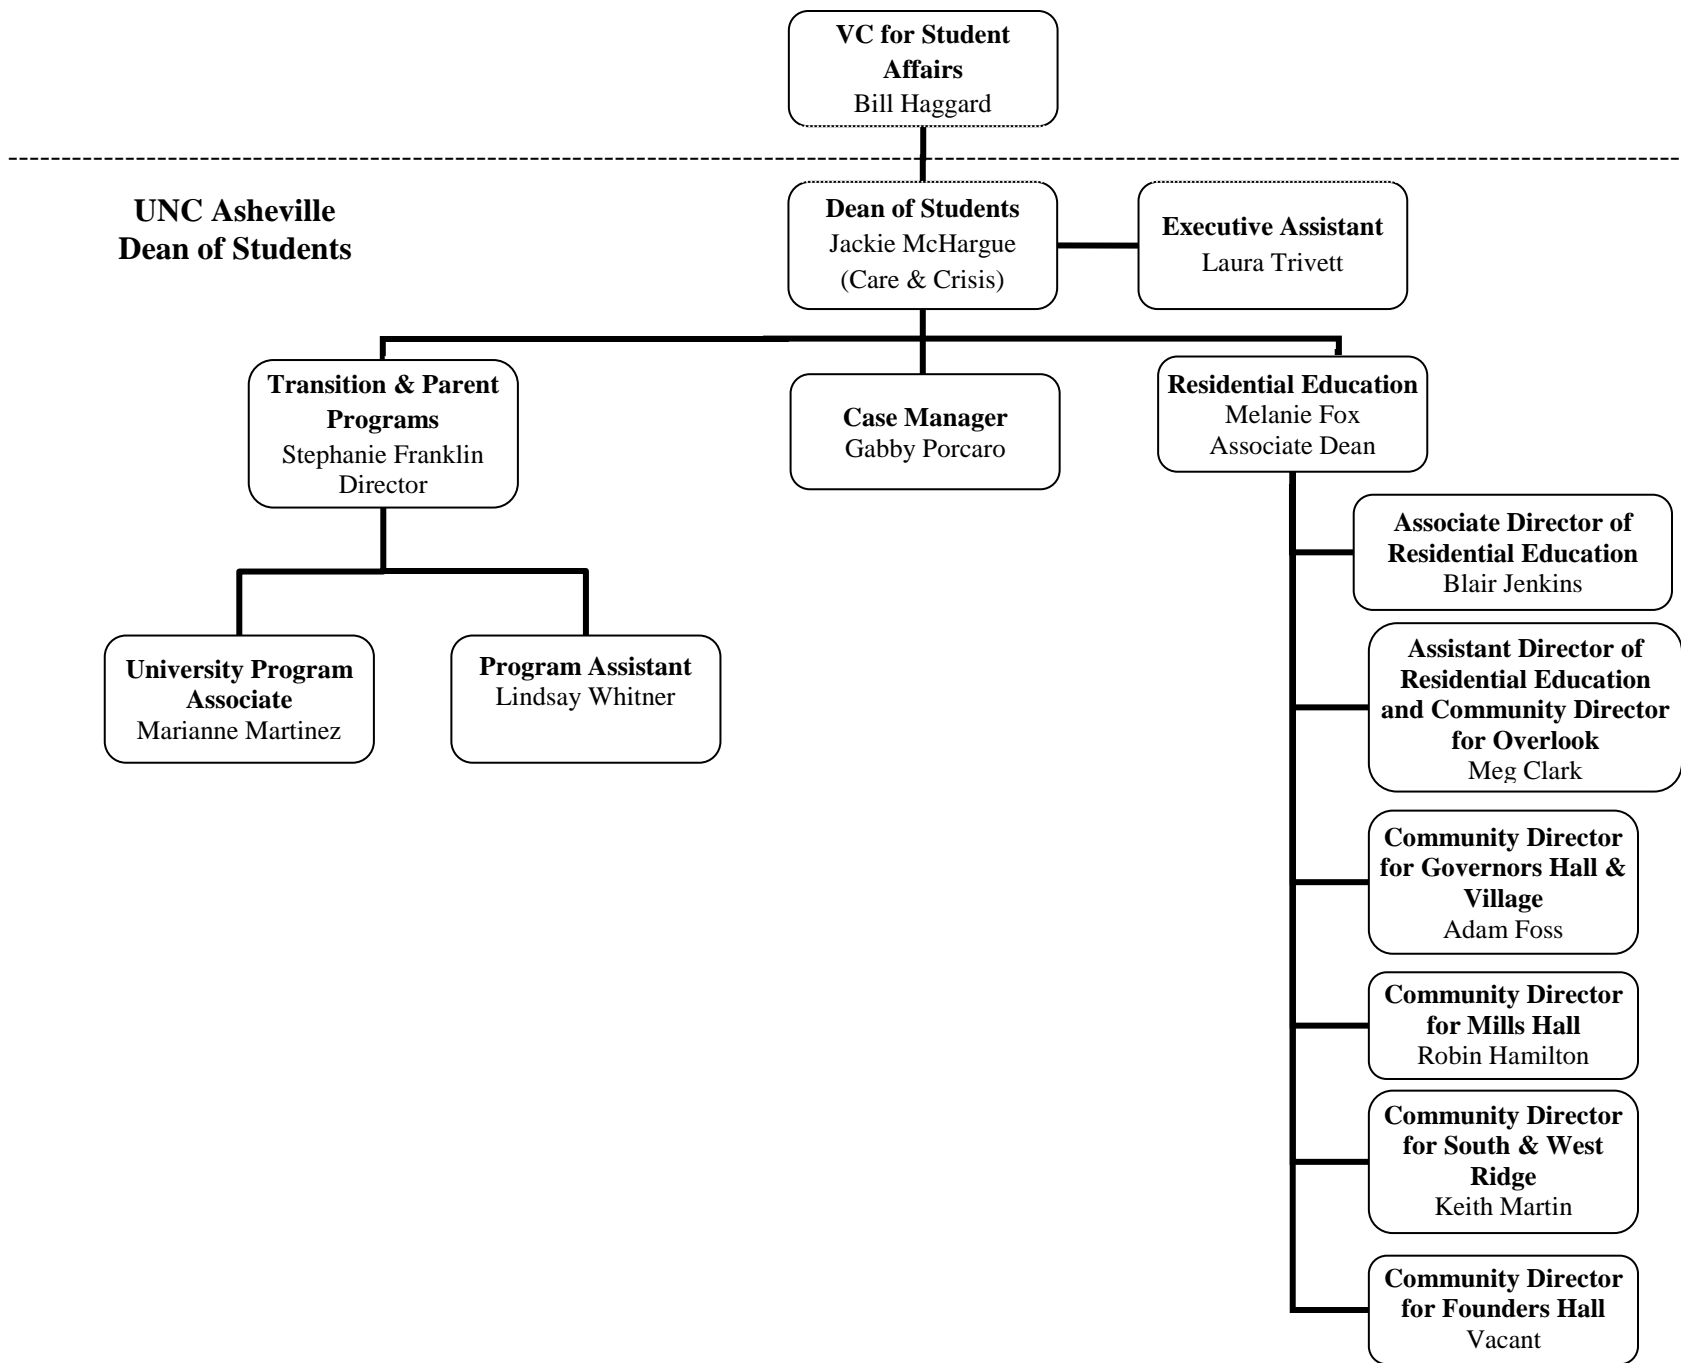 VC for Student
Affairs
Bill Haggard
UNC Asheville
Dean of Students
Dean of Students
Jackie McHargue
(Care & Crisis)
Executive Assistant
Laura Trivett
Transition & Parent
Programs
Stephanie Franklin
Director
Case Manager
Gabby Porcaro
Residential Education
Melanie Fox
Associate Dean
University Program
Associate
Marianne Martinez
Program Assistant
Lindsay Whitner
Associate Director of
Residential Education
Blair Jenkins
Assistant Director of
Residential Education
and Community Director
for Overlook
Meg Clark
Community Director
for Governors Hall &
Village
Adam Foss
Community Director
for Mills Hall
Robin Hamilton
Community Director
for South & West
Ridge
Keith Martin
Community Director
for Founders Hall
Vacant